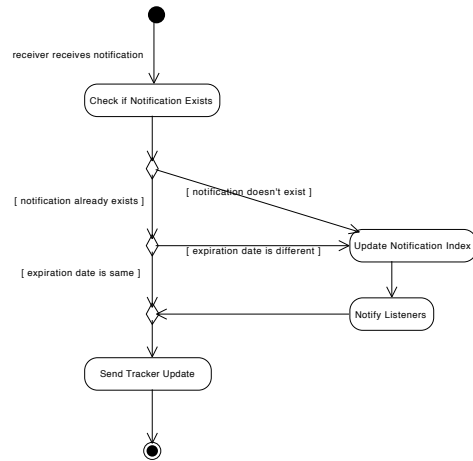 receiver receives notification
Check if Notification Exists
[ notification doesn't exist ]
[ notification already exists ]
Update Notification Index
[ expiration date is different ]
[ expiration date is same ]
Notify Listeners
Send Tracker Update